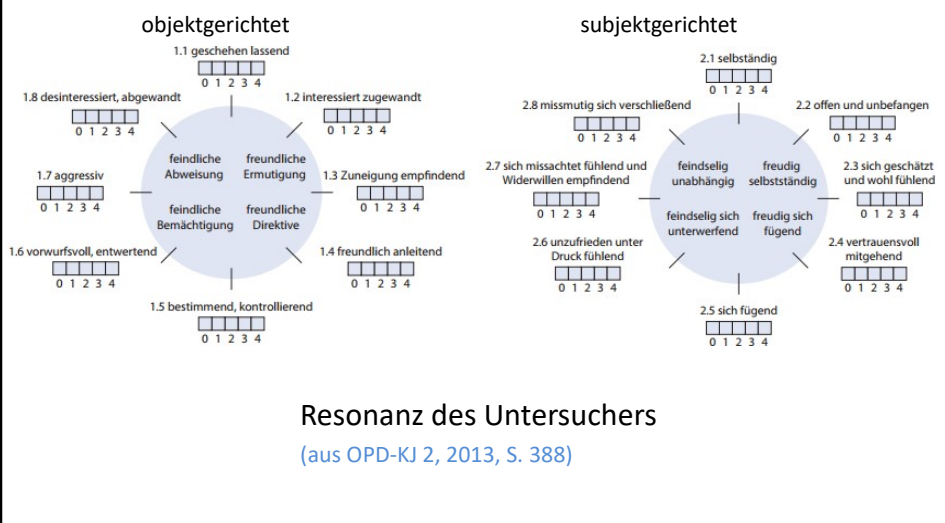 objektgerichtet
1.1 geschehen lassend
0 1 2 3 4
1.8 desinteressiert, abgewandt
0 1 2 3 4
1.2 interessiert zugewandt
0 1 2 3 4
feindliche
Abweisung
freundliche
Ermutigung
1.7 aggressiv
0 1 2 3 4
1.3 Zuneigung empfindend
0 1 2 3 4
feindliche
Bemächtigung
freundliche
Direktive
1.6 vorwurfsvoll, entwertend
0 1 2 3 4
1.4 freundlich anleitend
0 1 2 3 4
1.5 bestimmend, kontrollierend
0 1 2 3 4
subjektgerichtet
2.1 selbständig
0 1 2 3 4
2.8 missmutig sich verschließend
0 1 2 3 4
2.2 offen und unbefangen
0 1 2 3 4
2.7 sich missachtet fühlend und
Widerwillen empfindend
0 1 2 3 4
feindselig
unabhängig
freudig
selbstständig
2.3 sich geschätzt
und wohl fühlend
0 1 2 3 4
feindselig sich
unterwerfend
freudig sich
fügend
2.6 unzufrieden unter
Druck fühlend
0 1 2 3 4
2.4 vertrauensvoll
mitgehend
0 1 2 3 4
2.5 sich fügend
0 1 2 3 4
Resonanz des Untersuchers
(aus OPD-KJ 2, 2013, S. 388)